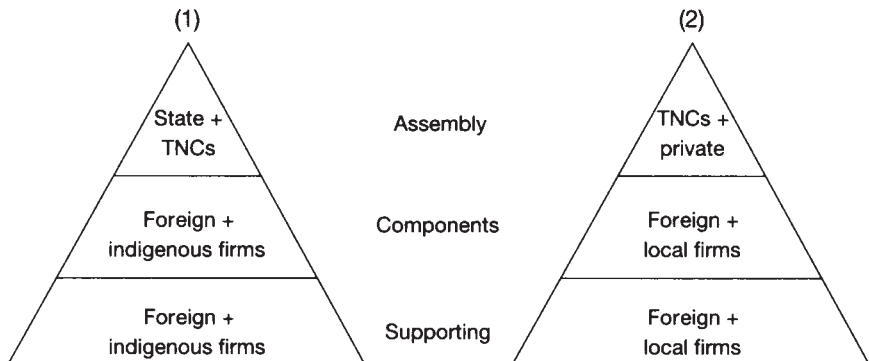 (1)
(2)
State +
TNCs
Assembly
TNCs +
private
Foreign +
indigenous firms
Components
Foreign +
local firms
Foreign +
indigenous firms
Supporting
Foreign +
local firms